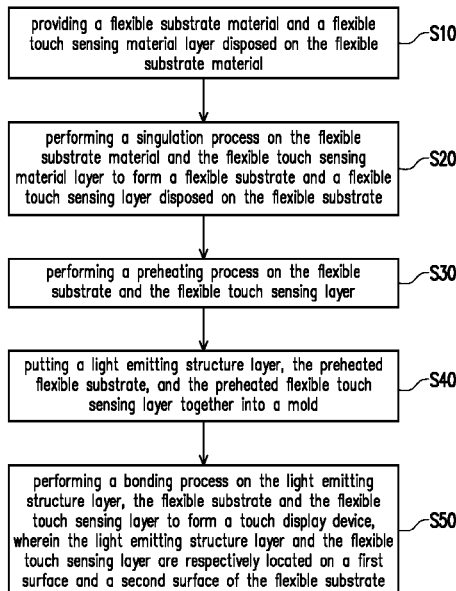 providing a flexible substrate material and a flexible
touch sensing material layer disposed on the flexible
substrate material
S10
performing a singulation process on the flexible
substrate material and the flexible touch sensing
material layer to form a flexible substrate and a flexible
touch sensing layer disposed on the flexible substrate
S20
performing a preheating process on the flexible
substrate and the flexible touch sensing layer
S30
putting a light emitting structure layer, the preheated
flexible substrate, and the preheated flexible touch
sensing layer together into a mold
S40
performing a bonding process on the light emitting
structure layer, the flexible substrate and the flexible
touch sensing layer to form a touch display device,
wherein the light emitting structure layer and the flexible
touch sensing layer are respectively located on a first
surface and a second surface of the flexible substrate
S50